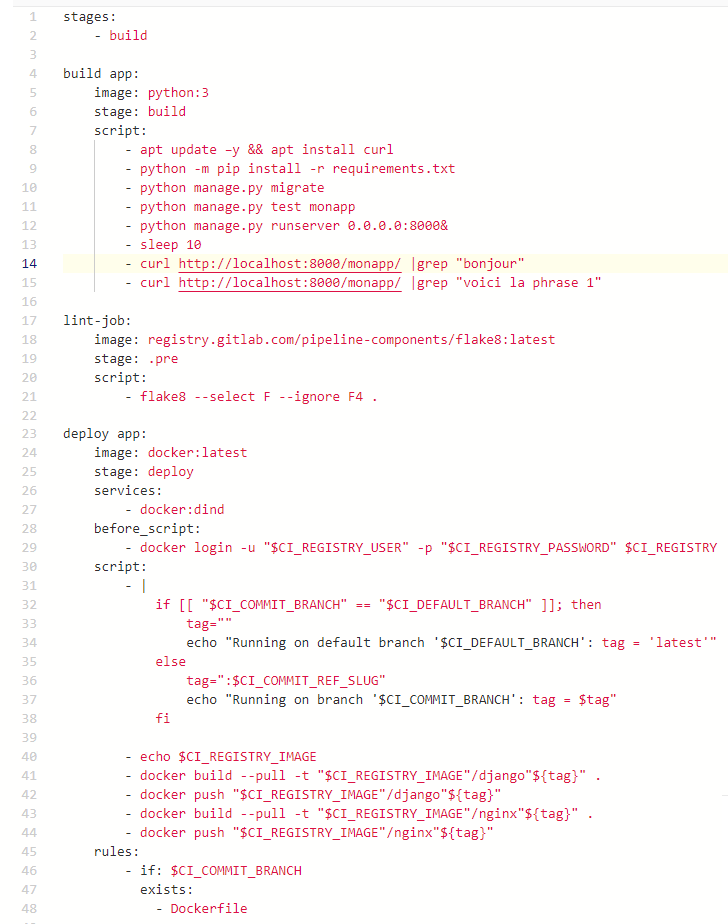 1 stages:
2     - build
3
4 build app:
5     image: python:3
6     stage: build
7     script:
8         - apt update -y && apt install curl
9         - python -m pip install -r requirements.txt
10         - python manage.py migrate
11         - python manage.py test monapp
12         - python manage.py runserver 0.0.0.0:8000&
13         - sleep 10
14         - curl http://localhost:8000/monapp/ |grep "bonjour"
15         - curl http://localhost:8000/monapp/ |grep "voici la phrase 1"
16
17 lint-job:
18     image: registry.gitlab.com/pipeline-components/flake8:latest
19     stage: .pre
20     script:
21         - flake8 --select F --ignore F4 .
22
23 deploy app:
24     image: docker:latest
25     stage: deploy
26     services:
27         - docker:dind
28     before_script:
29         - docker login -u "$CI_REGISTRY_USER" -p "$CI_REGISTRY_PASSWORD" $CI_REGISTRY
30     script:
31         - |
32             if [[ "$CI_COMMIT_BRANCH" == "$CI_DEFAULT_BRANCH" ]]; then
33                 tag=""
34                 echo "Running on default branch '$CI_DEFAULT_BRANCH': tag = 'latest'"
35             else
36                 tag=":$CI_COMMIT_REF_SLUG"
37                 echo "Running on branch '$CI_COMMIT_BRANCH': tag = $tag"
38             fi
39
40         - echo $CI_REGISTRY_IMAGE
41         - docker build --pull -t "$CI_REGISTRY_IMAGE"/django"${tag}" .
42         - docker push "$CI_REGISTRY_IMAGE"/django"${tag}"
43         - docker build --pull -t "$CI_REGISTRY_IMAGE"/nginx"${tag}" .
44         - docker push "$CI_REGISTRY_IMAGE"/nginx"${tag}"
45     rules:
46         - if: $CI_COMMIT_BRANCH
47           exists:
48             - Dockerfile